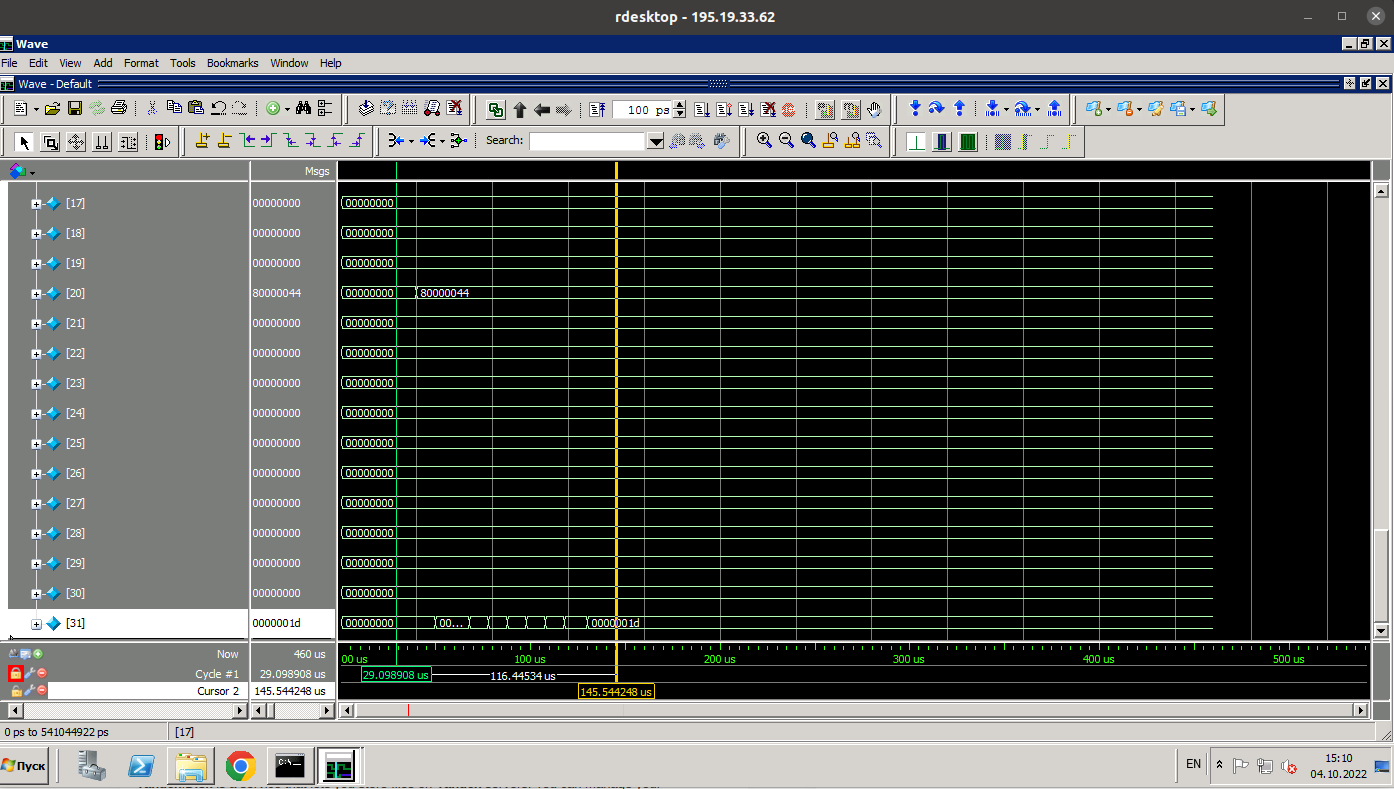 rdesktop - 195.19.33.62
Wave
File Edit View Add Format Tools Bookmarks Window Help
Wave - Default
100 ps
Search:
Msgs
[17] 00000000 00000000
[18] 00000000 00000000
[19] 00000000 00000000
[20] 80000044 00000000 80000044
[21] 00000000 00000000
[22] 00000000 00000000
[23] 00000000 00000000
[24] 00000000 00000000
[25] 00000000 00000000
[26] 00000000 00000000
[27] 00000000 00000000
[28] 00000000 00000000
[29] 00000000 00000000
[30] 00000000 00000000
[31] 0000001d 00000000 00... 0000001d
Now 460 us 00 us 100 us 200 us 300 us 400 us 500 us
Cycle #1 29.098908 us 29.098908 us 116.44534 us
Cursor 2 145.544248 us 145.544248 us
0 ps to 541044922 ps [17]
Пуск EN 15:10
04.10.2022